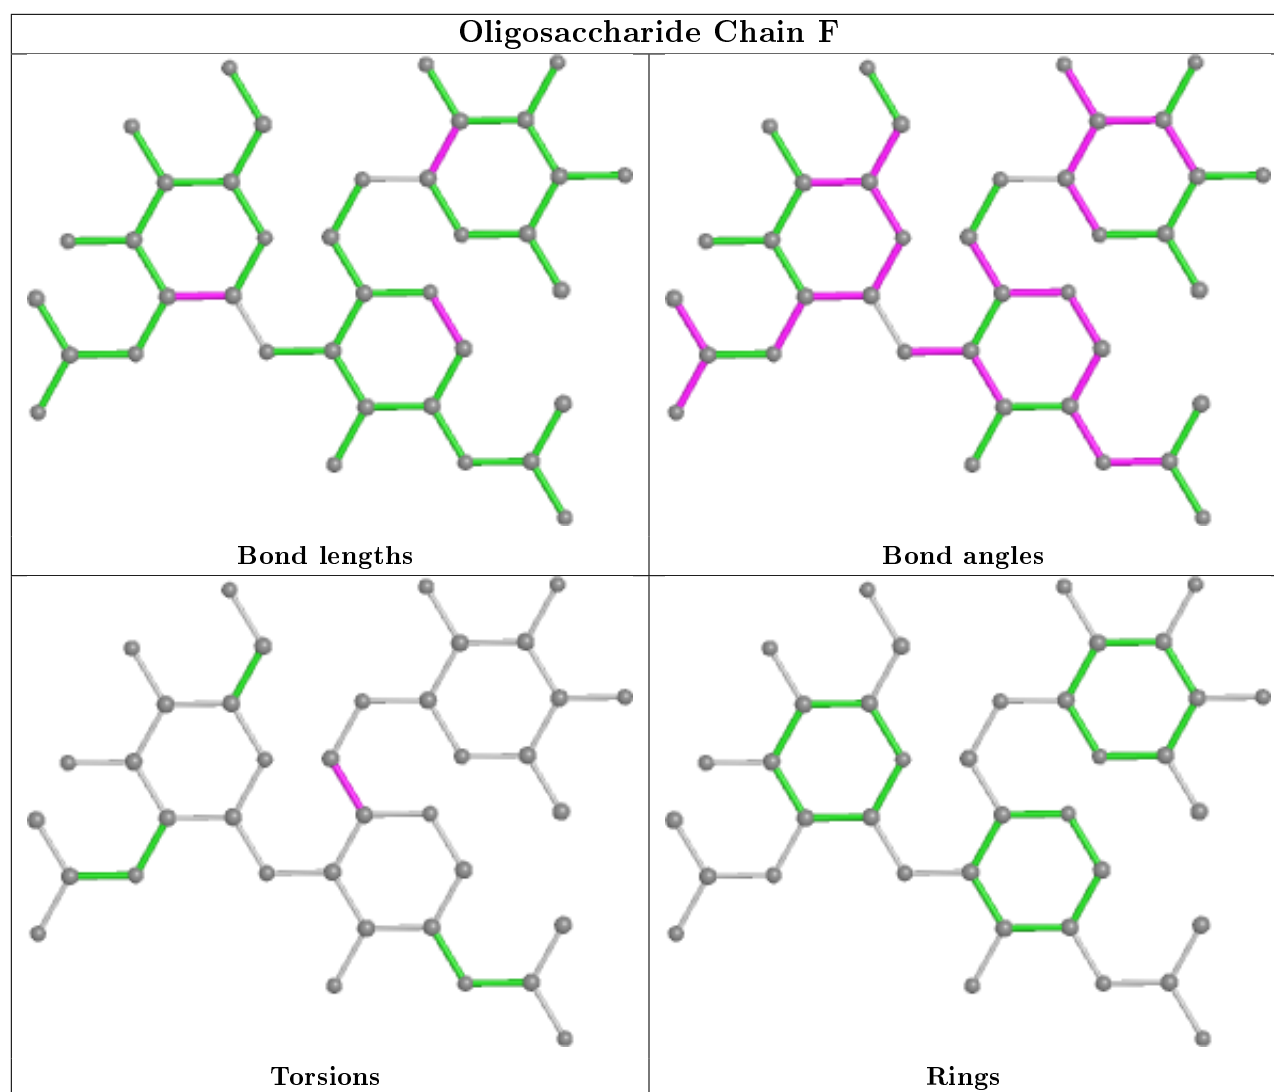 Oligosaccharide Chain F
Bond lengths
Bond angles
Torsions
Rings